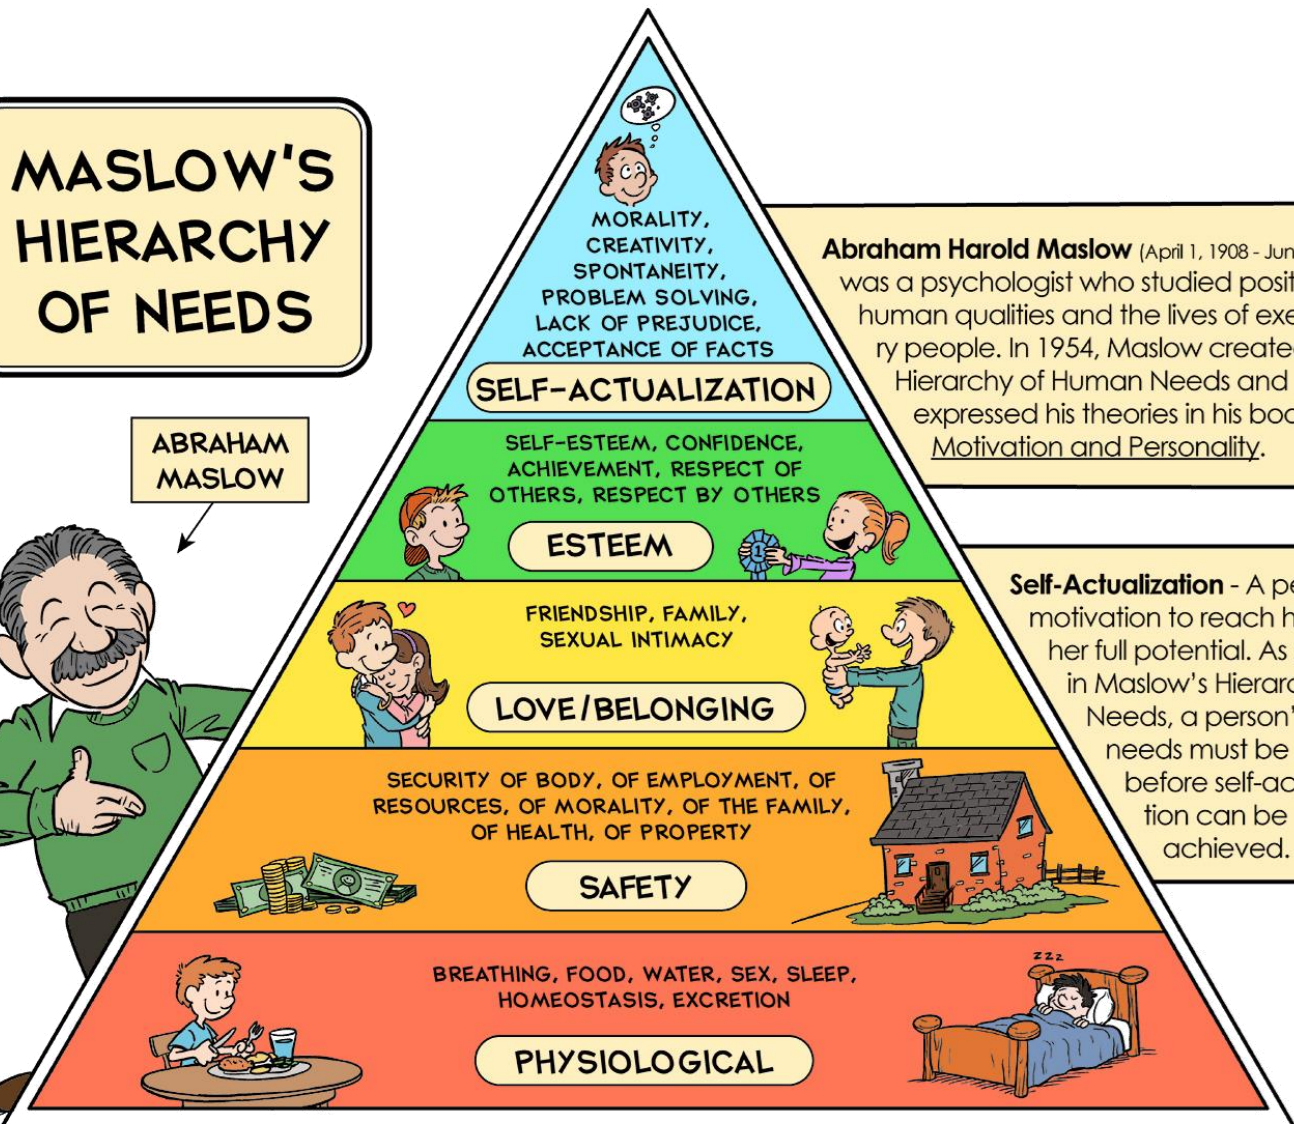 MASLOW'S
HIERARCHY
OF NEEDS
ABRAHAM
MASLOW
MORALITY,
CREATIVITY,
SPONTANEITY,
PROBLEM SOLVING,
LACK OF PREJUDICE,
ACCEPTANCE OF FACTS
SELF-ACTUALIZATION
SELF-ESTEEM, CONFIDENCE,
ACHIEVEMENT, RESPECT OF
OTHERS, RESPECT BY OTHERS
ESTEEM
1
FRIENDSHIP, FAMILY,
SEXUAL INTIMACY
LOVE/BELONGING
SECURITY OF BODY, OF EMPLOYMENT, OF
RESOURCES, OF MORALITY, OF THE FAMILY,
OF HEALTH, OF PROPERTY
SAFETY
BREATHING, FOOD, WATER, SEX, SLEEP,
HOMEOSTASIS, EXCRETION
PHYSIOLOGICAL
zzz
Abraham Harold Maslow (April 1, 1908 - Jun
was a psychologist who studied posit
human qualities and the lives of exe
ry people. In 1954, Maslow create
Hierarchy of Human Needs and
expressed his theories in his boo
Motivation and Personality.
Self-Actualization - A pe
motivation to reach h
her full potential. As
in Maslow's Hierarc
Needs, a person'
needs must be
before self-ac
tion can be
achieved.